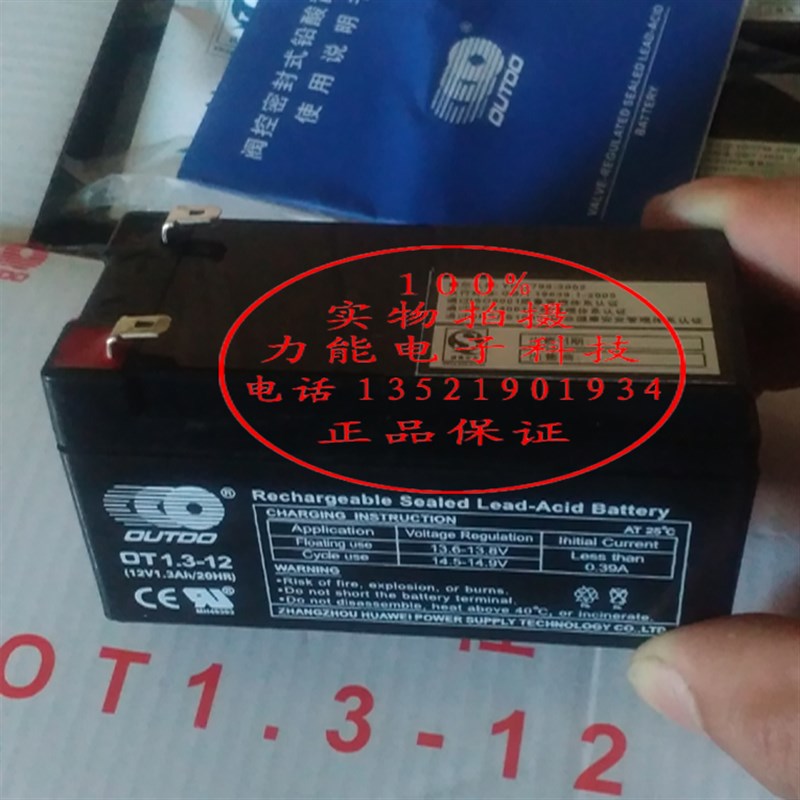 阀控密封式铅酸
使用说明
OUTDO
VALVE-REGULATED SEALED LEAD-ACID
BATTERY
100%
实物拍摄
力能电子科技
电话 13521901934
正品保证
OUTDO
®
OT 1.3-12
(12V1.3Ah/20HR)
CE
Rechargeable Sealed Lead-Acid Battery
CHARGING INSTRUCTION
AT 25℃
Application Voltage Regulation Initial Current
Floating use 13.6-13.8V Less than
Cycle use 14.5-14.9V 0.39A
WARNING
•Risk of fire, explosion, or burns.
•Do not short the battery terminal.
•Do not disassemble, heat above 40℃, or incinerate.
ZHANGZHOU HUAWEI POWER SUPPLY TECHNOLOGY CO.,LTD
OT1.3-12